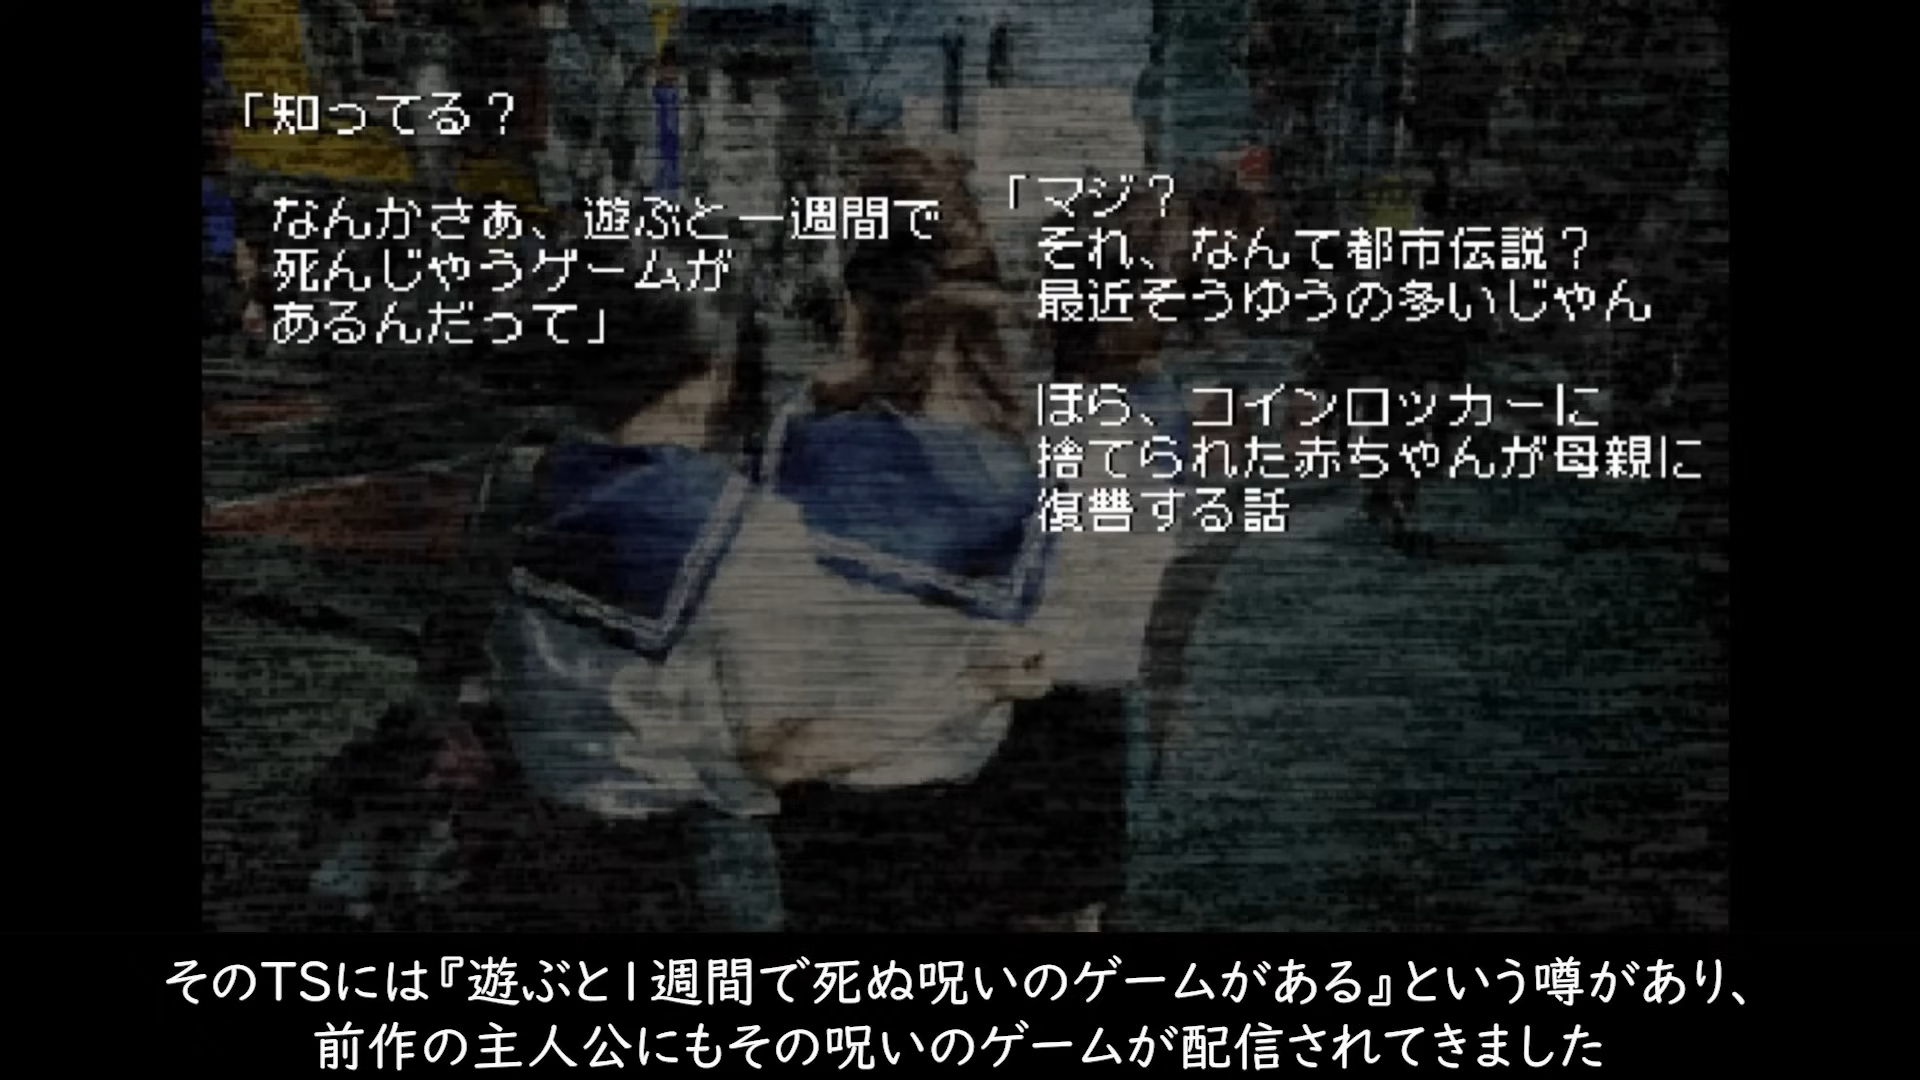 「知ってる？
なんかさぁ、遊ぶと一週間で
死んじゃうゲームが
あるんだって」
「マジ？
それ、なんて都市伝説？
最近そうゆうの多いじゃん
ほら、コインロッカーに
捨てられた赤ちゃんが母親に
復讐する話
そのTSには『遊ぶと1週間で死ぬ呪いのゲームがある』という噂があり、
前作の主人公にもその呪いのゲームが配信されてきました